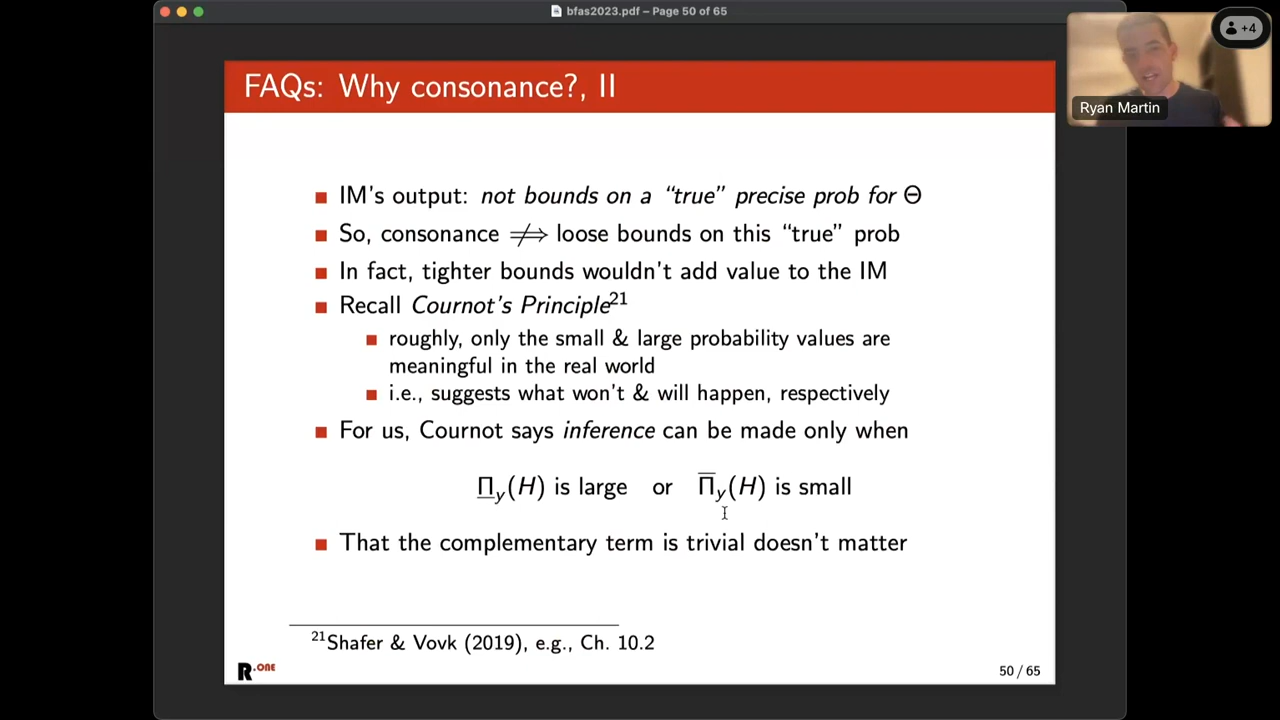 bfas2023.pdf – Page 50 of 65
+4
Ryan Martin
FAQs: Why consonance?, II
IM's output: not bounds on a “true” precise prob for Θ
So, consonance ⇏ loose bounds on this “true” prob
In fact, tighter bounds wouldn't add value to the IM
Recall Cournot's Principle²¹
roughly, only the small & large probability values are
meaningful in the real world
i.e., suggests what won't & will happen, respectively
For us, Cournot says inference can be made only when
Π̲_y(H) is large or Π̅_y(H) is small
That the complementary term is trivial doesn't matter
²¹Shafer & Vovk (2019), e.g., Ch. 10.2
R.ONE
50 / 65